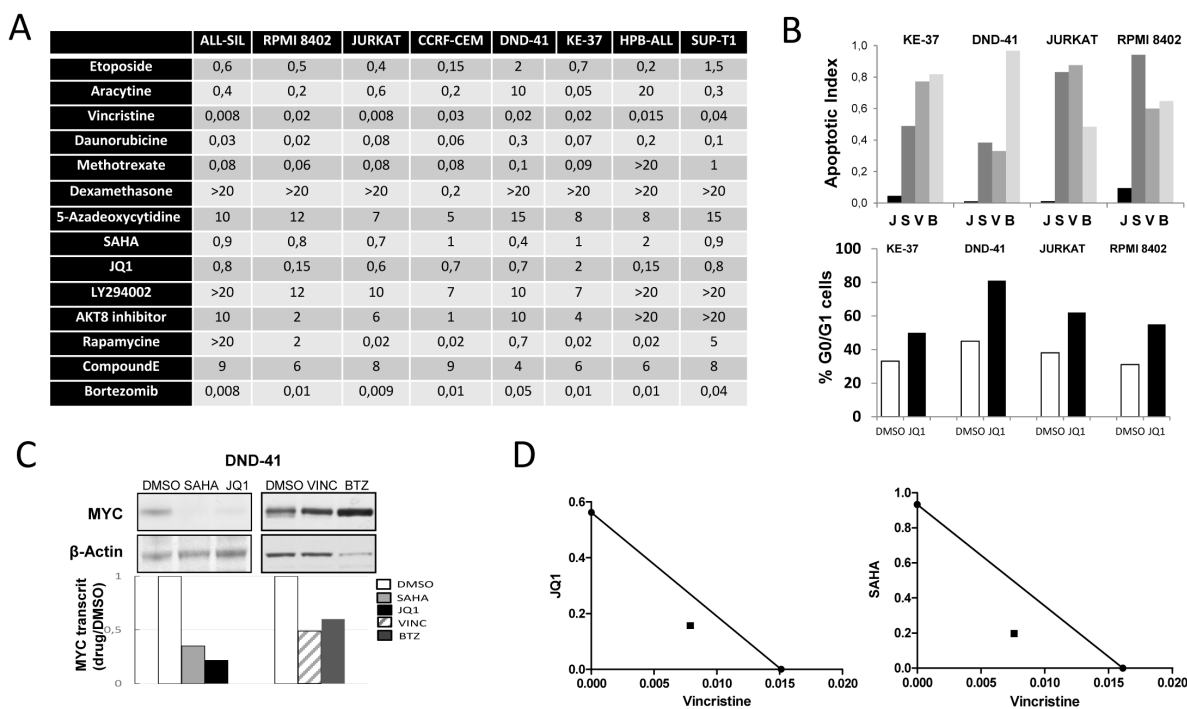 A
ALL-SIL RPMI 8402 JURKAT CCRF-CEM DND-41 KE-37 HPB-ALL SUP-T1
Etoposide 0,6 0,5 0,4 0,15 2 0,7 0,2 1,5
Aracytine 0,4 0,2 0,6 0,2 10 0,05 20 0,3
Vincristine 0,008 0,02 0,008 0,03 0,02 0,02 0,015 0,04
Daunorubicine 0,03 0,02 0,08 0,06 0,3 0,07 0,2 0,1
Methotrexate 0,08 0,06 0,08 0,08 0,1 0,09 >20 1
Dexamethasone >20 >20 >20 0,2 >20 >20 >20 >20
5-Azadeoxycytidine 10 12 7 5 15 8 8 15
SAHA 0,9 0,8 0,7 1 0,4 1 2 0,9
JQ1 0,8 0,15 0,6 0,7 0,7 2 0,15 0,8
LY294002 >20 12 10 7 10 7 >20 >20
AKT8 inhibitor 10 2 6 1 10 4 >20 >20
Rapamycine >20 2 0,02 0,02 0,7 0,02 0,02 5
CompoundE 9 6 8 9 4 6 6 8
Bortezomib 0,008 0,01 0,009 0,01 0,05 0,01 0,01 0,04
B
KE-37 DND-41 JURKAT RPMI 8402
Apoptotic Index
1,0
0,8
0,6
0,4
0,2
0,0
J S V B J S V B J S V B J S V B
KE-37 DND-41 JURKAT RPMI 8402
% G0/G1 cells
100
80
60
40
20
0
DMSO JQ1 DMSO JQ1 DMSO JQ1 DMSO JQ1
C
DND-41
DMSO SAHA JQ1 DMSO VINC BTZ
MYC
β-Actin
MYC transcrit
(drug/DMSO)
1
0,5
0
DMSO
SAHA
JQ1
VINC
BTZ
D
JQ1
0.6
0.4
0.2
0.0
0.000 0.005 0.010 0.015 0.020
Vincristine
SAHA
1.0
0.8
0.6
0.4
0.2
0.0
0.000 0.005 0.010 0.015 0.020
Vincristine